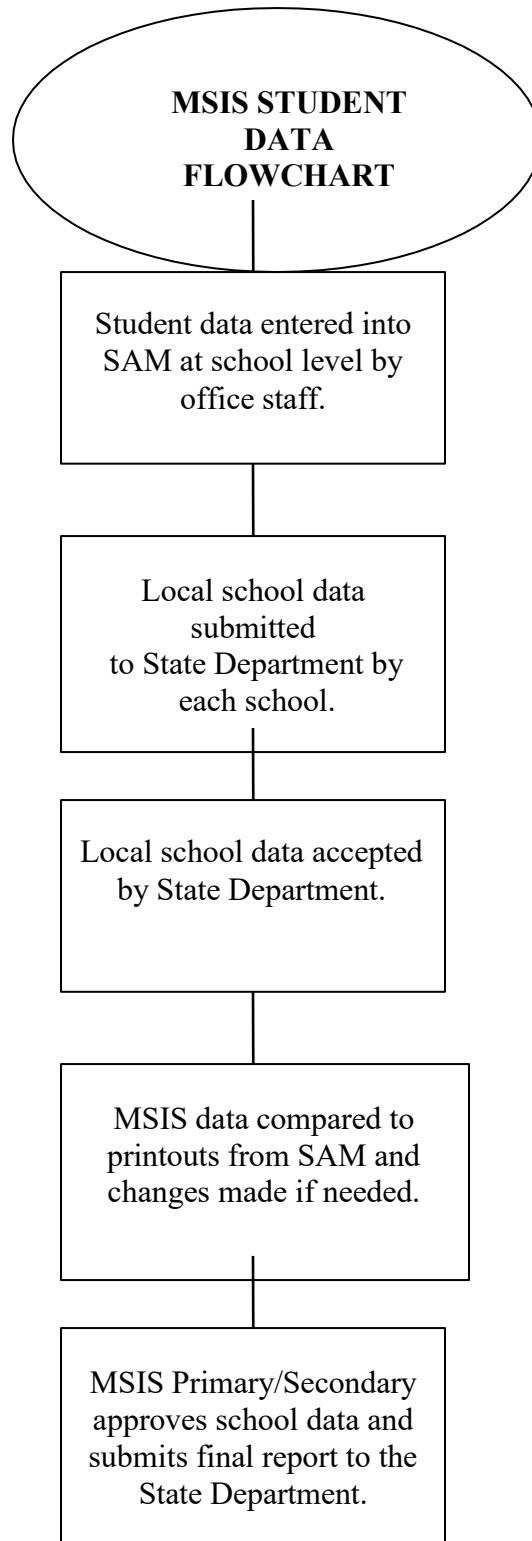 MSIS STUDENT
DATA
FLOWCHART
Student data entered into
SAM at school level by
office staff.
Local school data
submitted
to State Department by
each school.
Local school data accepted
by State Department.
MSIS data compared to
printouts from SAM and
changes made if needed.
MSIS Primary/Secondary
approves school data and
submits final report to the
State Department.